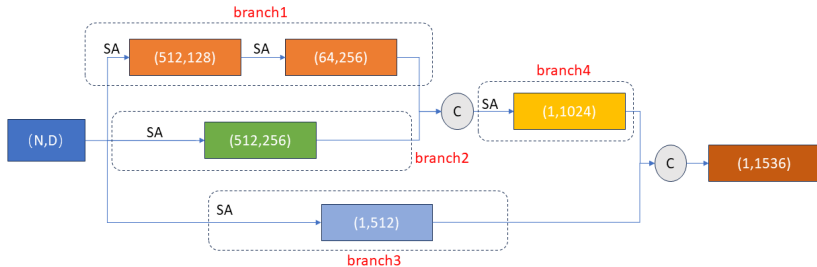 branch1
SA
(512,128)
SA
(64,256)
branch4
C
SA
(1,1024)
(N,D)
SA
(512,256)
branch2
C
(1,1536)
SA
(1,512)
branch3